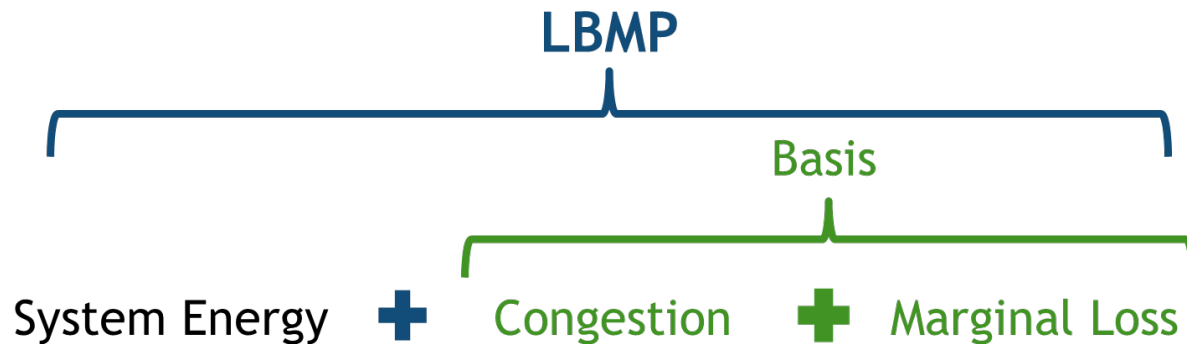 LBMP
Basis
System Energy + Congestion + Marginal Loss